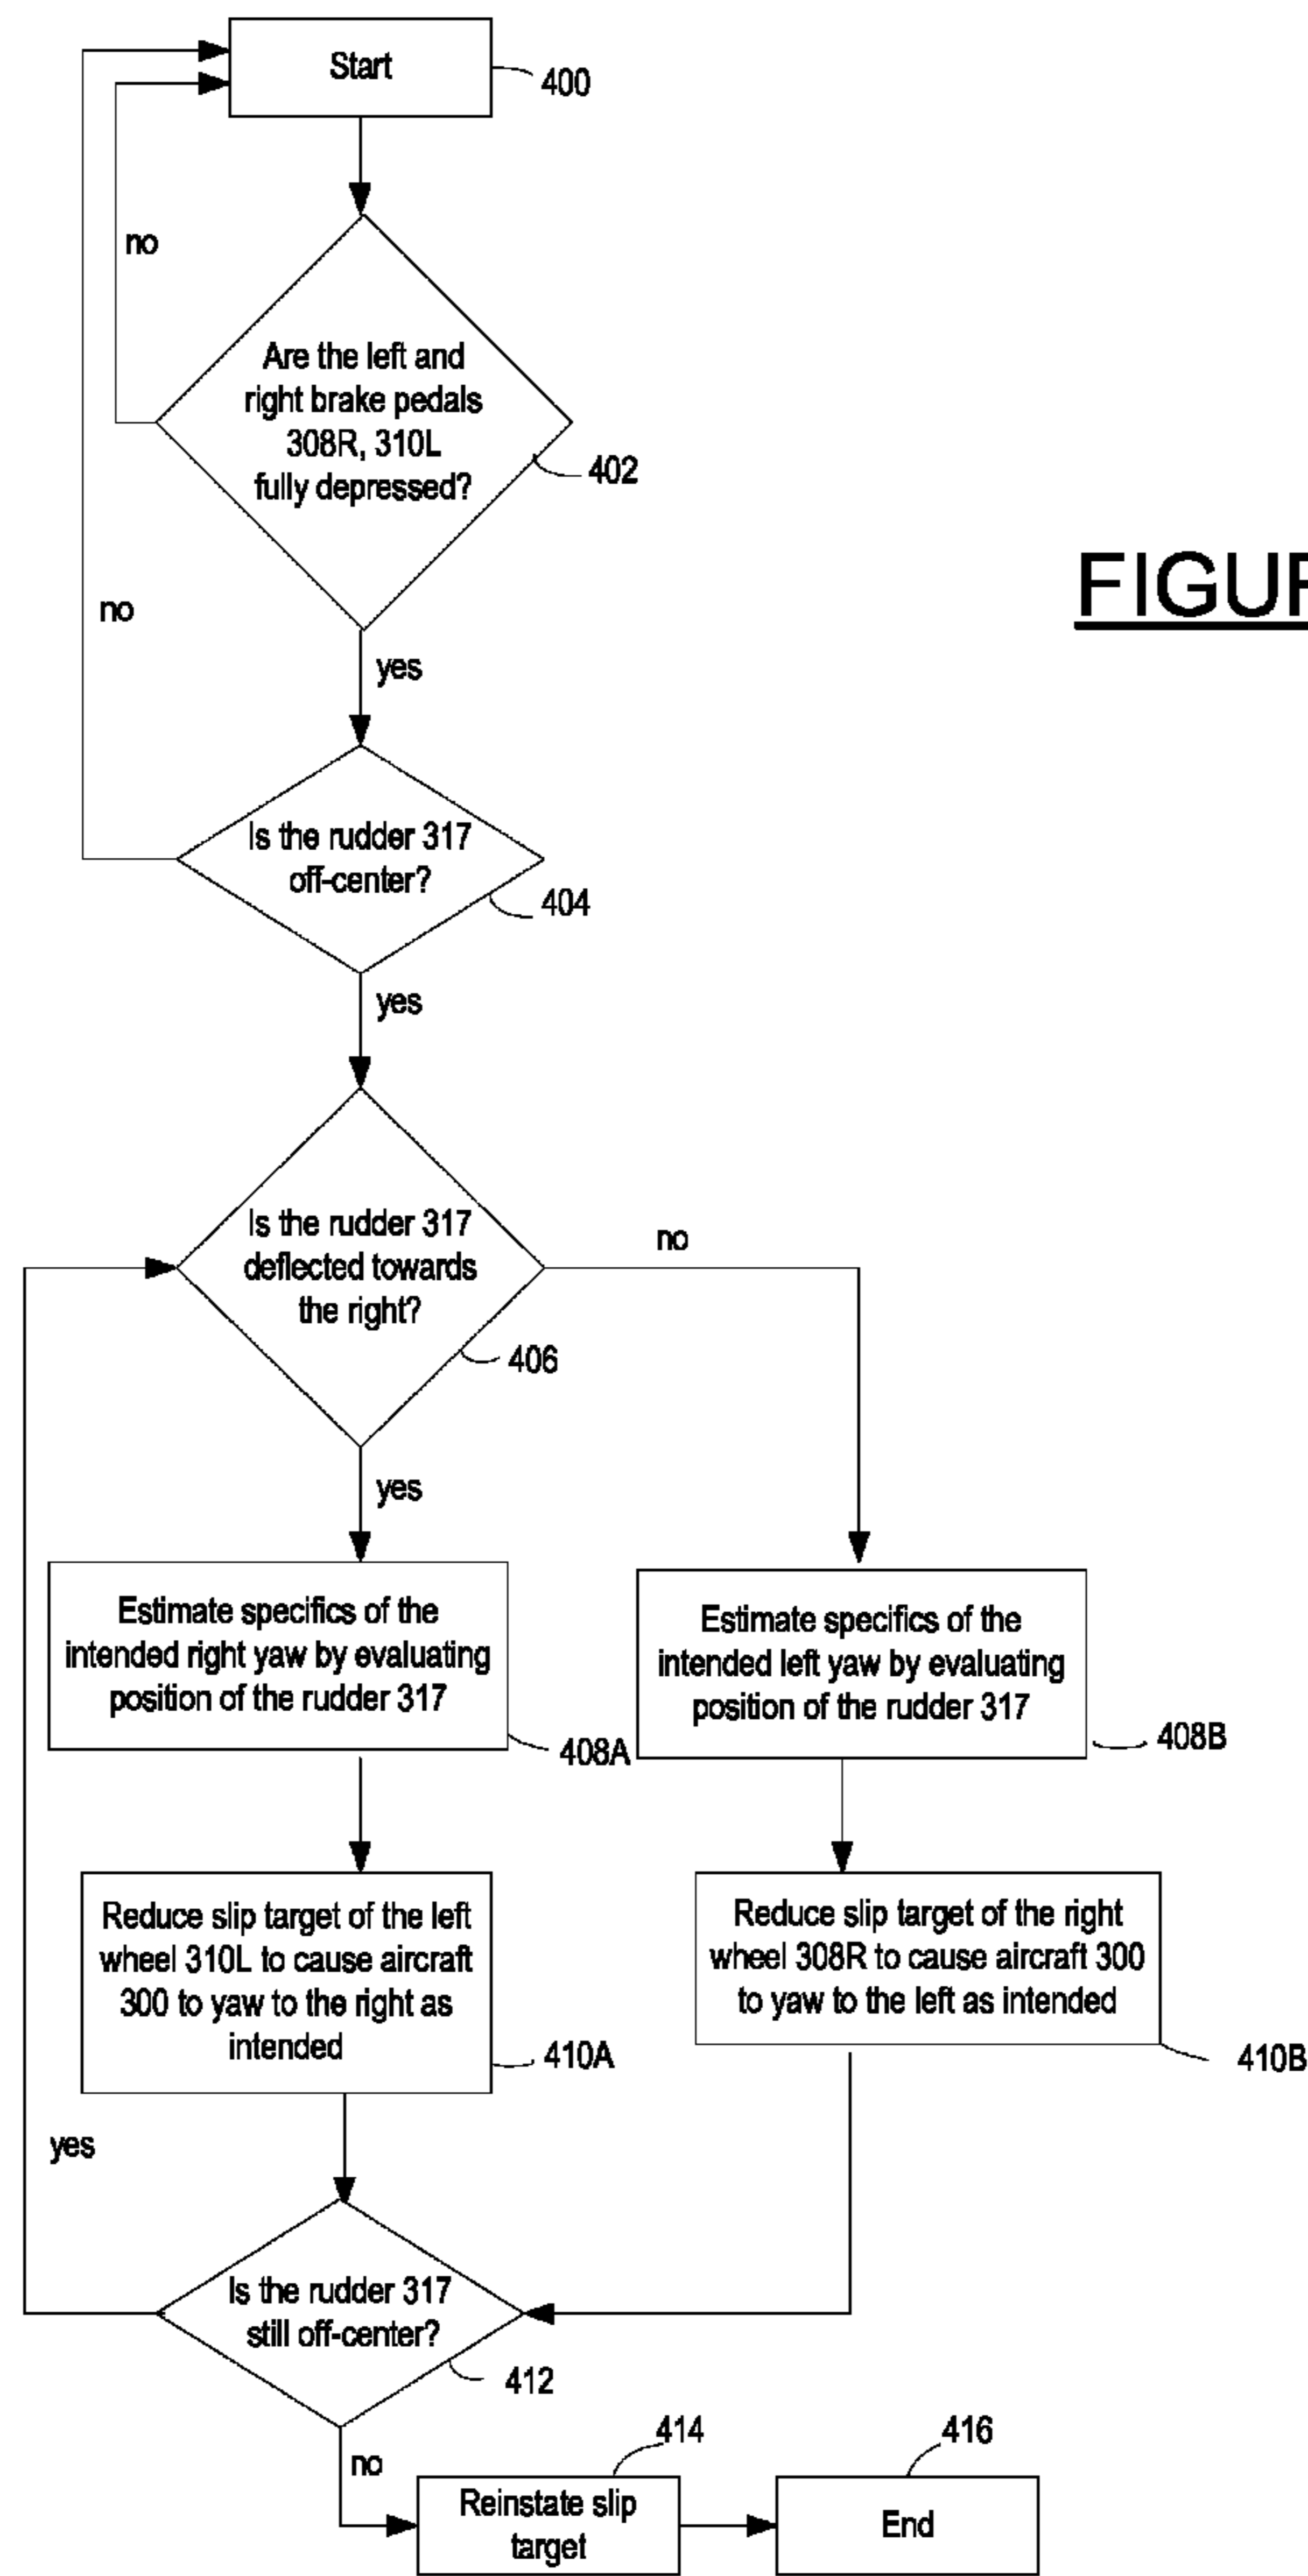 Start
400
no
Are the left and
right brake pedals
308R, 310L
fully depressed?
402
no
yes
Is the rudder 317
off-center?
404
yes
Is the rudder 317
deflected towards
the right?
no
406
yes
Estimate specifics of the
intended right yaw by evaluating
position of the rudder 317
408A
Estimate specifics of the
intended left yaw by evaluating
position of the rudder 317
408B
Reduce slip target of the left
wheel 310L to cause aircraft
300 to yaw to the right as
intended
410A
Reduce slip target of the right
wheel 308R to cause aircraft 300
to yaw to the left as intended
410B
yes
Is the rudder 317
still off-center?
412
no
414
Reinstate slip
target
416
End